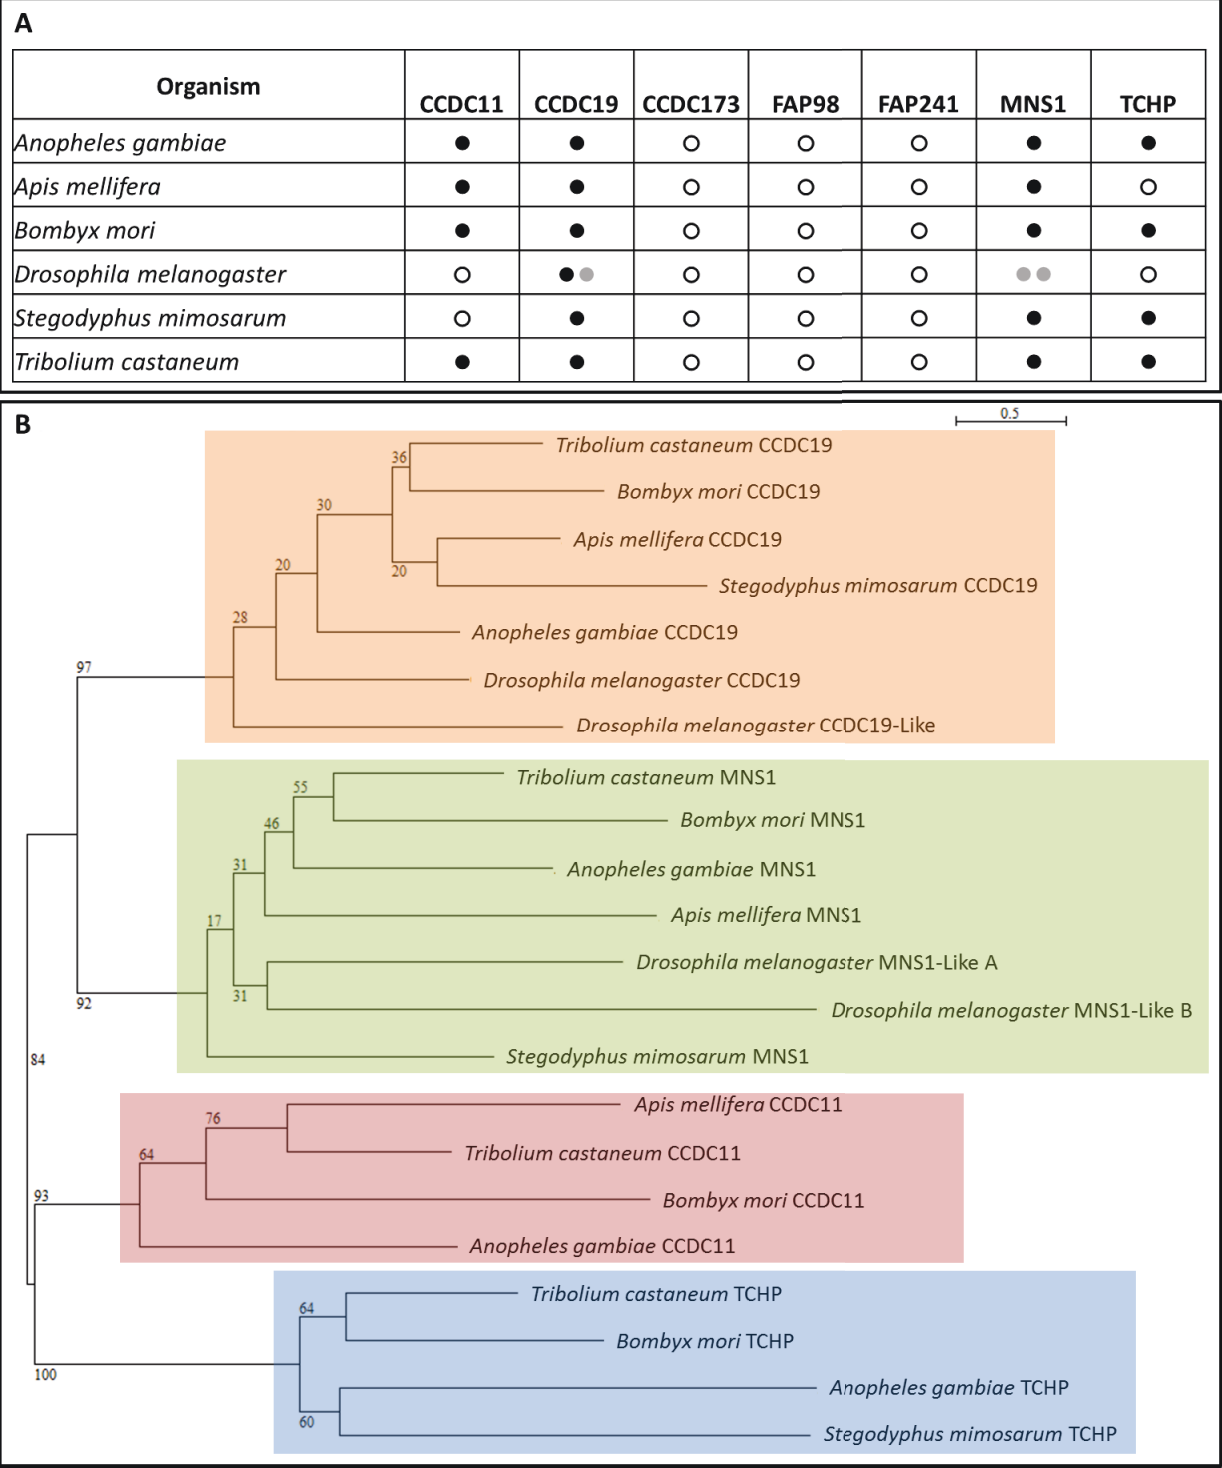 A
Organism CCDC11 CCDC19 CCDC173 FAP98 FAP241 MNS1 TCHP
Anopheles gambiae
Apis mellifera
Bombyx mori
Drosophila melanogaster
Stegodyphus mimosarum
Tribolium castaneum
B
0.5
Tribolium castaneum CCDC19
36
Bombyx mori CCDC19
30
Apis mellifera CCDC19
20
20
Stegodyphus mimosarum CCDC19
28
Anopheles gambiae CCDC19
97
Drosophila melanogaster CCDC19
Drosophila melanogaster CCDC19-Like
Tribolium castaneum MNS1
55
Bombyx mori MNS1
46
Anopheles gambiae MNS1
31
Apis mellifera MNS1
17
Drosophila melanogaster MNS1-Like A
31
92
Drosophila melanogaster MNS1-Like B
Stegodyphus mimosarum MNS1
84
Apis mellifera CCDC11
76
Tribolium castaneum CCDC11
64
Bombyx mori CCDC11
93
Anopheles gambiae CCDC11
Tribolium castaneum TCHP
64
Bombyx mori TCHP
100
Anopheles gambiae TCHP
60
Stegodyphus mimosarum TCHP